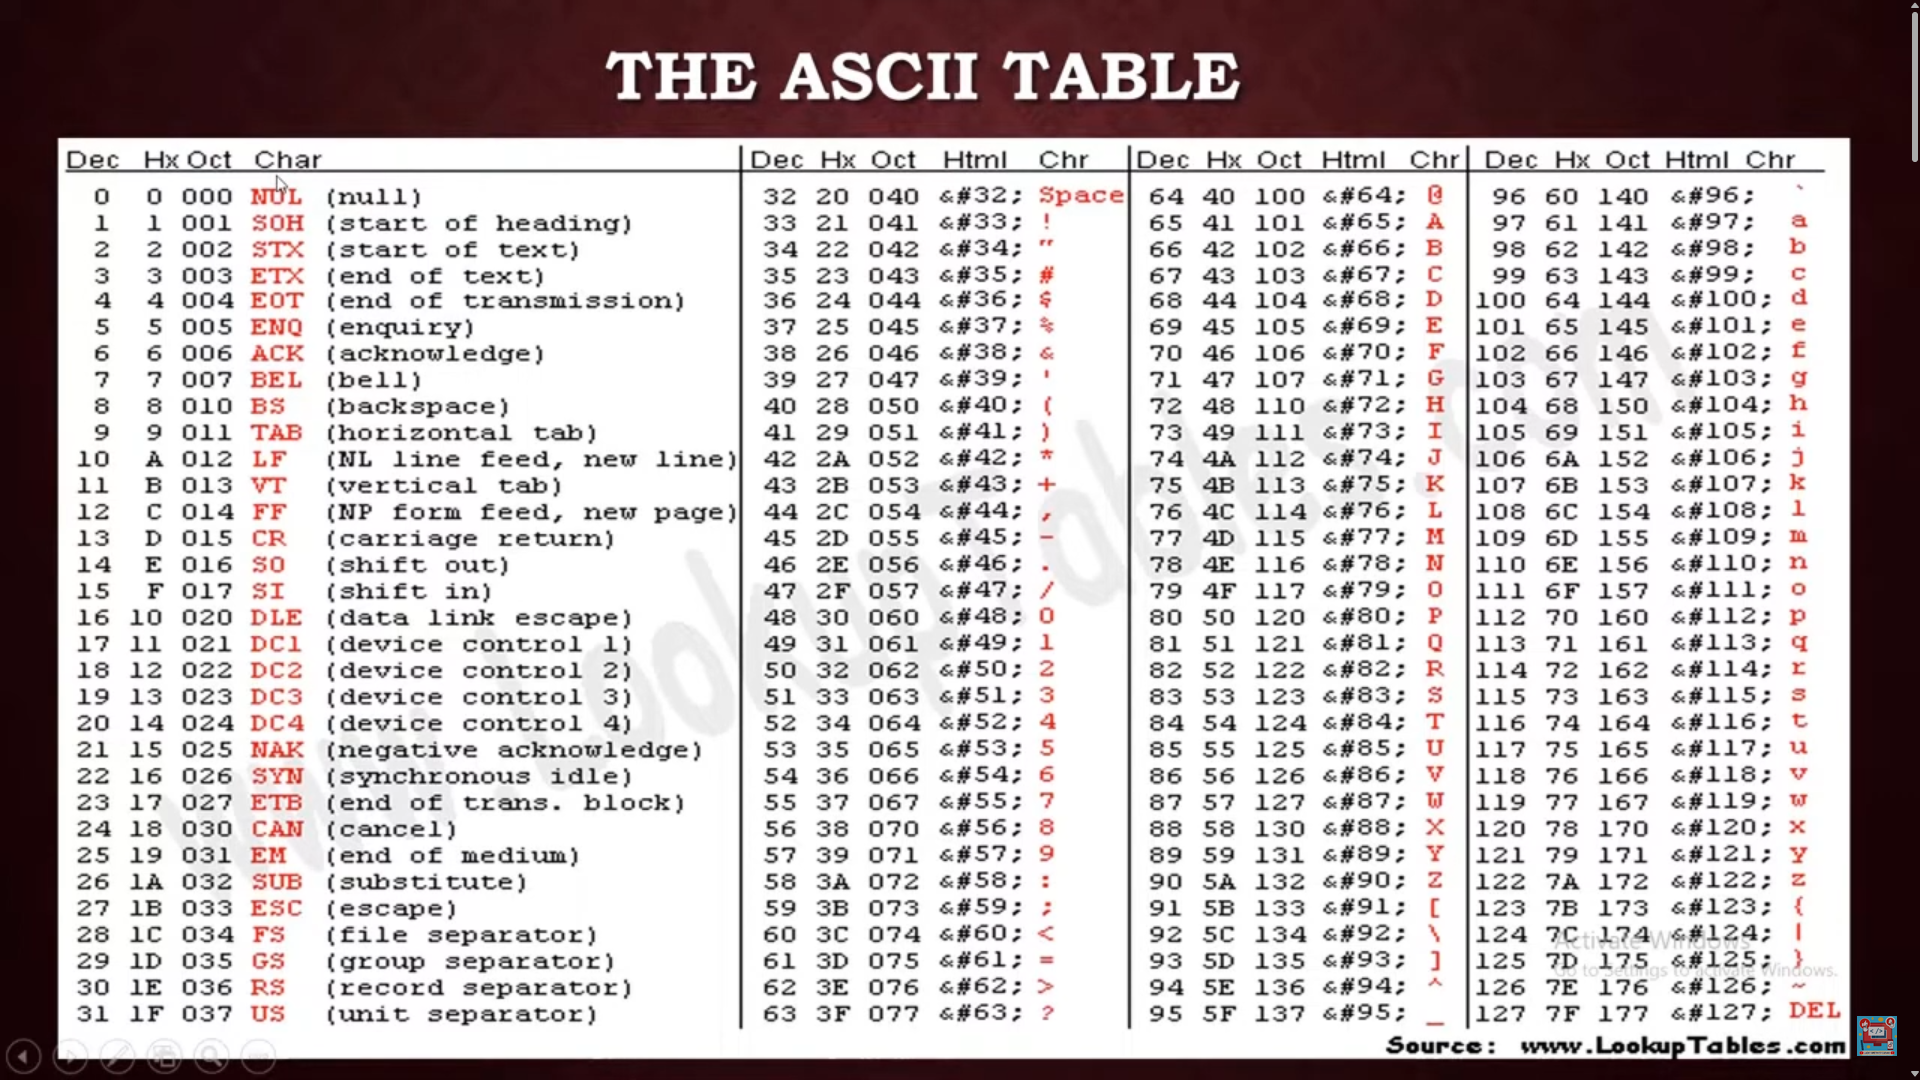 THE ASCII TABLE
Dec Hx Oct Char Dec Hx Oct Html Chr Dec Hx Oct Html Chr Dec Hx Oct Html Chr
0 0 000 NUL (null) 32 20 040 &#32; Space 64 40 100 &#64; @ 96 60 140 &#96; `
1 1 001 SOH (start of heading) 33 21 041 &#33; ! 65 41 101 &#65; A 97 61 141 &#97; a
2 2 002 STX (start of text) 34 22 042 &#34; " 66 42 102 &#66; B 98 62 142 &#98; b
3 3 003 ETX (end of text) 35 23 043 &#35; # 67 43 103 &#67; C 99 63 143 &#99; c
4 4 004 EOT (end of transmission) 36 24 044 &#36; $ 68 44 104 &#68; D 100 64 144 &#100; d
5 5 005 ENQ (enquiry) 37 25 045 &#37; % 69 45 105 &#69; E 101 65 145 &#101; e
6 6 006 ACK (acknowledge) 38 26 046 &#38; & 70 46 106 &#70; F 102 66 146 &#102; f
7 7 007 BEL (bell) 39 27 047 &#39; ' 71 47 107 &#71; G 103 67 147 &#103; g
8 8 010 BS (backspace) 40 28 050 &#40; ( 72 48 110 &#72; H 104 68 150 &#104; h
9 9 011 TAB (horizontal tab) 41 29 051 &#41; ) 73 49 111 &#73; I 105 69 151 &#105; i
10 A 012 LF (NL line feed, new line) 42 2A 052 &#42; * 74 4A 112 &#74; J 106 6A 152 &#106; j
11 B 013 VT (vertical tab) 43 2B 053 &#43; + 75 4B 113 &#75; K 107 6B 153 &#107; k
12 C 014 FF (NP form feed, new page) 44 2C 054 &#44; , 76 4C 114 &#76; L 108 6C 154 &#108; l
13 D 015 CR (carriage return) 45 2D 055 &#45; - 77 4D 115 &#77; M 109 6D 155 &#109; m
14 E 016 SO (shift out) 46 2E 056 &#46; . 78 4E 116 &#78; N 110 6E 156 &#110; n
15 F 017 SI (shift in) 47 2F 057 &#47; / 79 4F 117 &#79; O 111 6F 157 &#111; o
16 10 020 DLE (data link escape) 48 30 060 &#48; 0 80 50 120 &#80; P 112 70 160 &#112; p
17 11 021 DC1 (device control 1) 49 31 061 &#49; 1 81 51 121 &#81; Q 113 71 161 &#113; q
18 12 022 DC2 (device control 2) 50 32 062 &#50; 2 82 52 122 &#82; R 114 72 162 &#114; r
19 13 023 DC3 (device control 3) 51 33 063 &#51; 3 83 53 123 &#83; S 115 73 163 &#115; s
20 14 024 DC4 (device control 4) 52 34 064 &#52; 4 84 54 124 &#84; T 116 74 164 &#116; t
21 15 025 NAK (negative acknowledge) 53 35 065 &#53; 5 85 55 125 &#85; U 117 75 165 &#117; u
22 16 026 SYN (synchronous idle) 54 36 066 &#54; 6 86 56 126 &#86; V 118 76 166 &#118; v
23 17 027 ETB (end of trans. block) 55 37 067 &#55; 7 87 57 127 &#87; W 119 77 167 &#119; w
24 18 030 CAN (cancel) 56 38 070 &#56; 8 88 58 130 &#88; X 120 78 170 &#120; x
25 19 031 EM (end of medium) 57 39 071 &#57; 9 89 59 131 &#89; Y 121 79 171 &#121; y
26 1A 032 SUB (substitute) 58 3A 072 &#58; : 90 5A 132 &#90; Z 122 7A 172 &#122; z
27 1B 033 ESC (escape) 59 3B 073 &#59; ; 91 5B 133 &#91; [ 123 7B 173 &#123; {
28 1C 034 FS (file separator) 60 3C 074 &#60; < 92 5C 134 &#92; \ 124 7C 174 &#124; |
29 1D 035 GS (group separator) 61 3D 075 &#61; = 93 5D 135 &#93; ] 125 7D 175 &#125; }
30 1E 036 RS (record separator) 62 3E 076 &#62; > 94 5E 136 &#94; ^ 126 7E 176 &#126; ~
31 1F 037 US (unit separator) 63 3F 077 &#63; ? 95 5F 137 &#95; _ 127 7F 177 &#127; DEL
Source: www.LookupTables.com
www.LookupTables.com
Activate Windows
Go to Settings to activate Windows.